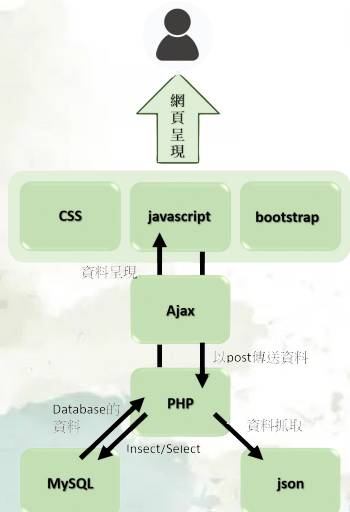 網頁呈現
CSS
javascript
bootstrap
資料呈現
Ajax
以post傳送資料
PHP
Database的
資料
資料抓取
Insect/Select
MySQL
json